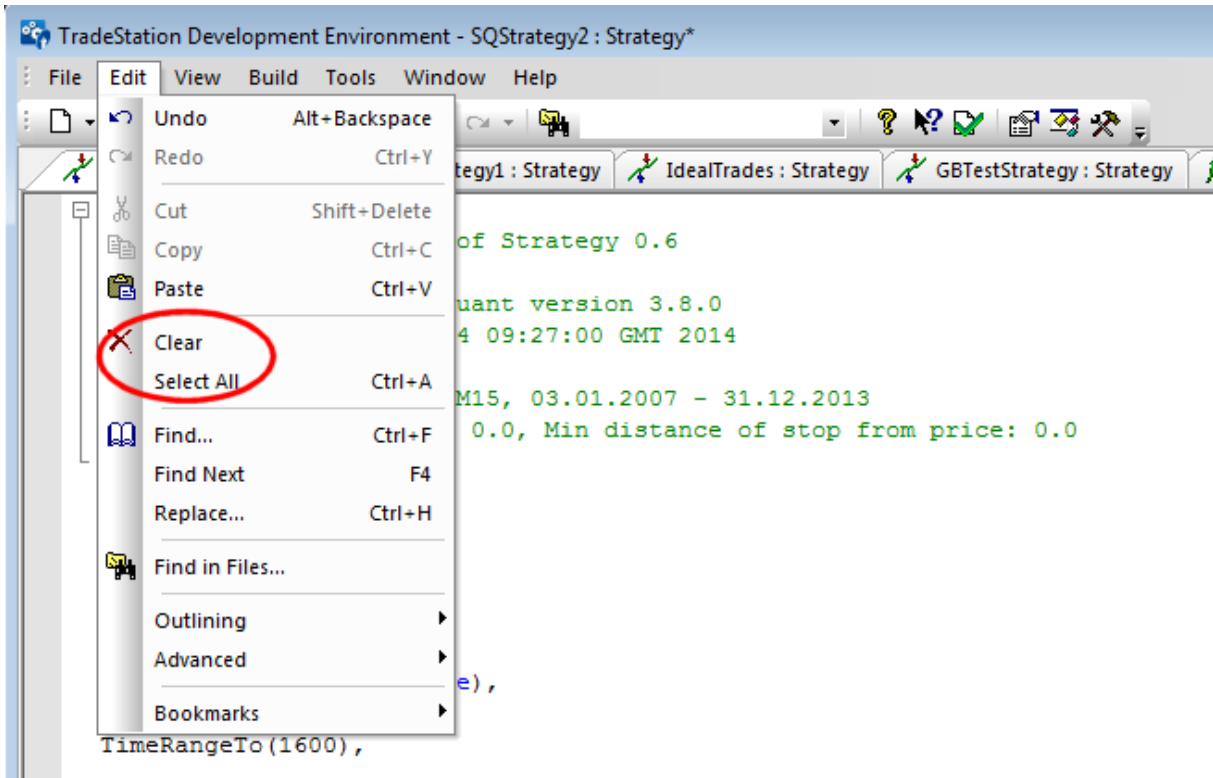 TradeStation Development Environment - SQStrategy2 : Strategy*
File Edit View Build Tools Window Help
Undo Alt+Backspace
Redo Ctrl+Y
tegy1 : Strategy IdealTrades : Strategy GBTestStrategy : Strategy
Cut Shift+Delete
of Strategy 0.6
Copy Ctrl+C
Paste Ctrl+V
uant version 3.8.0
4 09:27:00 GMT 2014
Clear
Select All Ctrl+A
M15, 03.01.2007 - 31.12.2013
Find... Ctrl+F
0.0, Min distance of stop from price: 0.0
Find Next F4
Replace... Ctrl+H
Find in Files...
Outlining
Advanced
e),
Bookmarks
TimeRangeTo(1600),